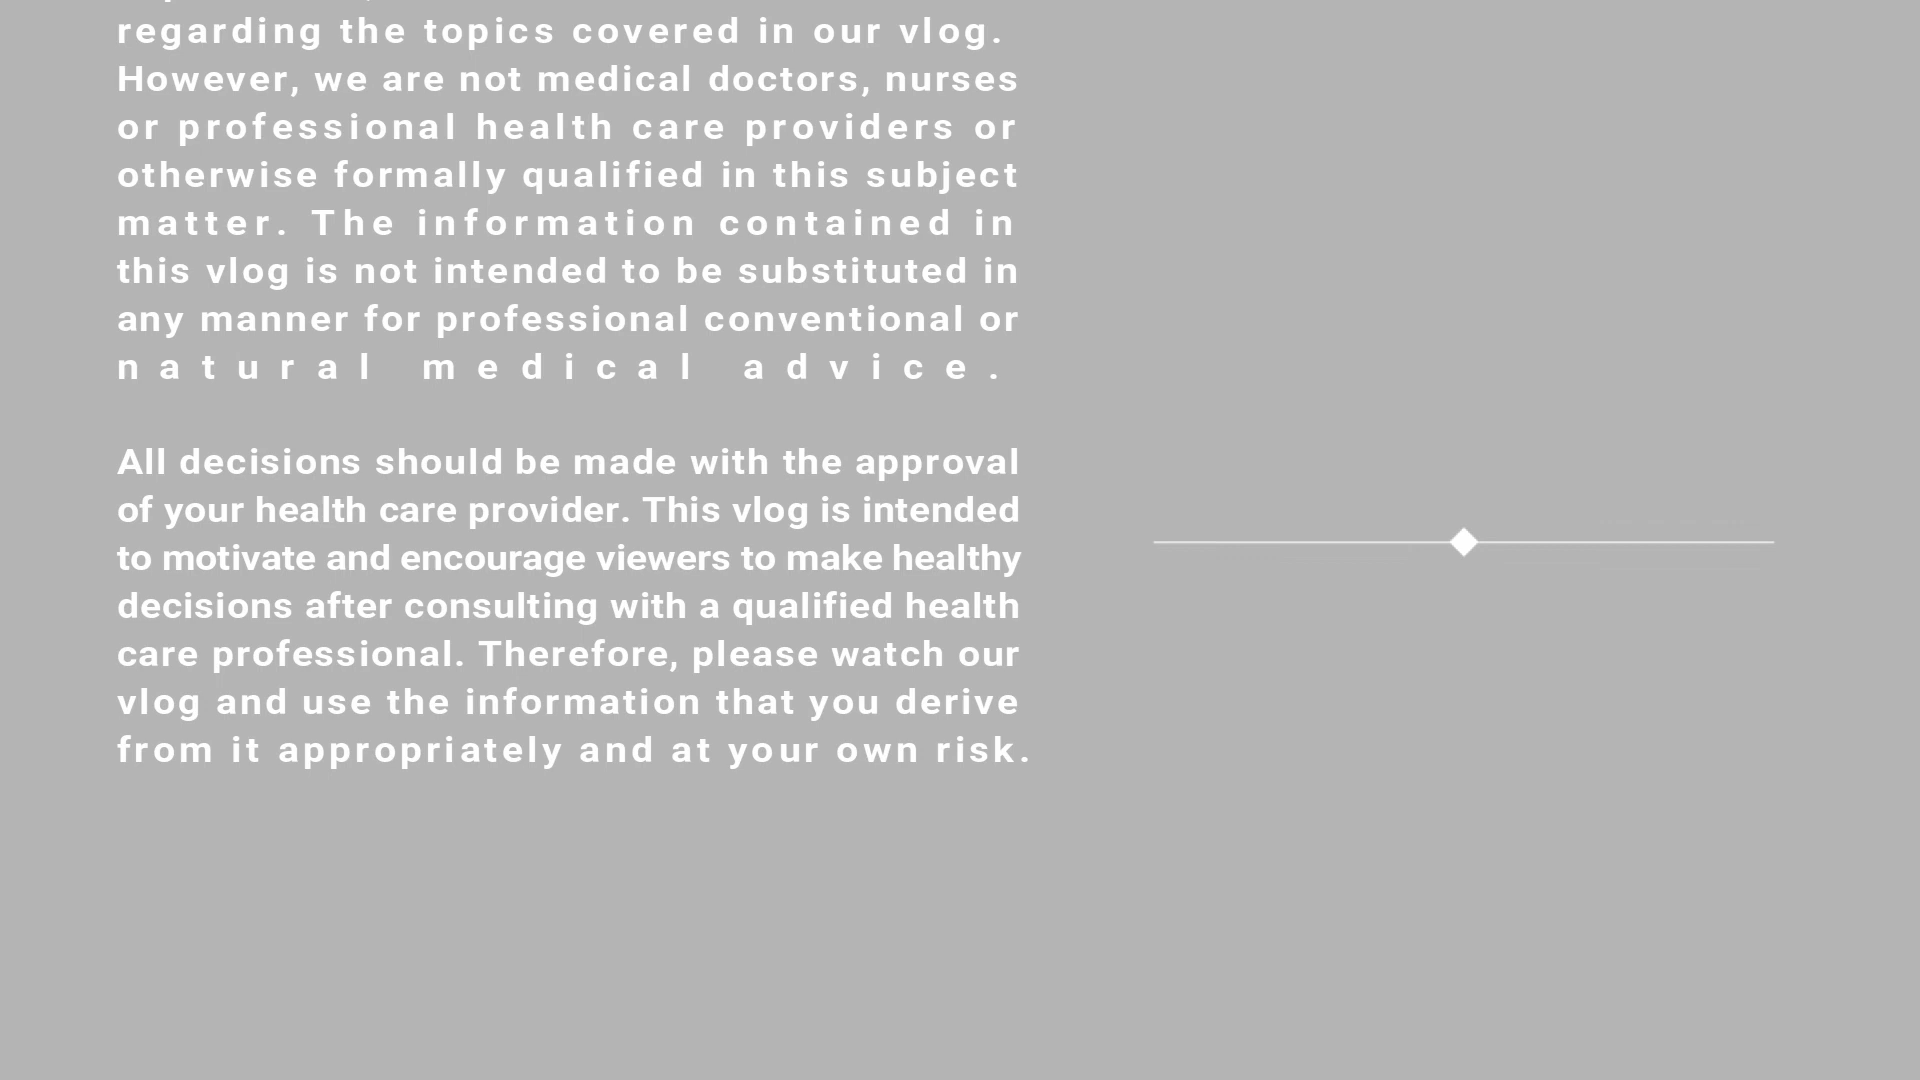 regarding the topics covered in our vlog.
However, we are not medical doctors, nurses
or professional health care providers or
otherwise formally qualified in this subject
matter. The information contained in
this vlog is not intended to be substituted in
any manner for professional conventional or
natural medical advice.
All decisions should be made with the approval
of your health care provider. This vlog is intended
to motivate and encourage viewers to make healthy
decisions after consulting with a qualified health
care professional. Therefore, please watch our
vlog and use the information that you derive
from it appropriately and at your own risk.